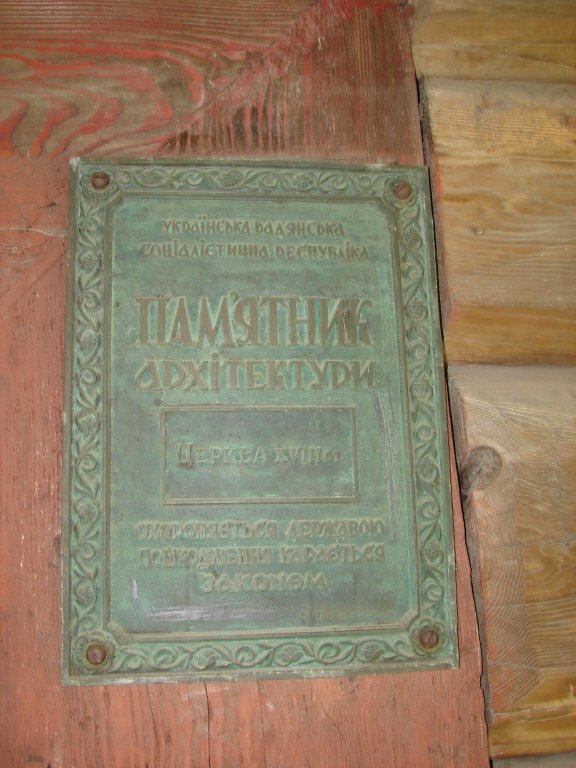 УКРАЇНСЬКА РАДЯНСЬКА
СОЦІАЛІСТИЧНА РЕСПУБЛІКА
ПАМ'ЯТНИК
АРХІТЕКТУРИ
ЦЕРКВА XVIII ст
ОХОРОНЯЄТЬСЯ ДЕРЖАВОЮ
ПОШКОДЖЕННЯ КАРАЄТЬСЯ
ЗАКОНОМ